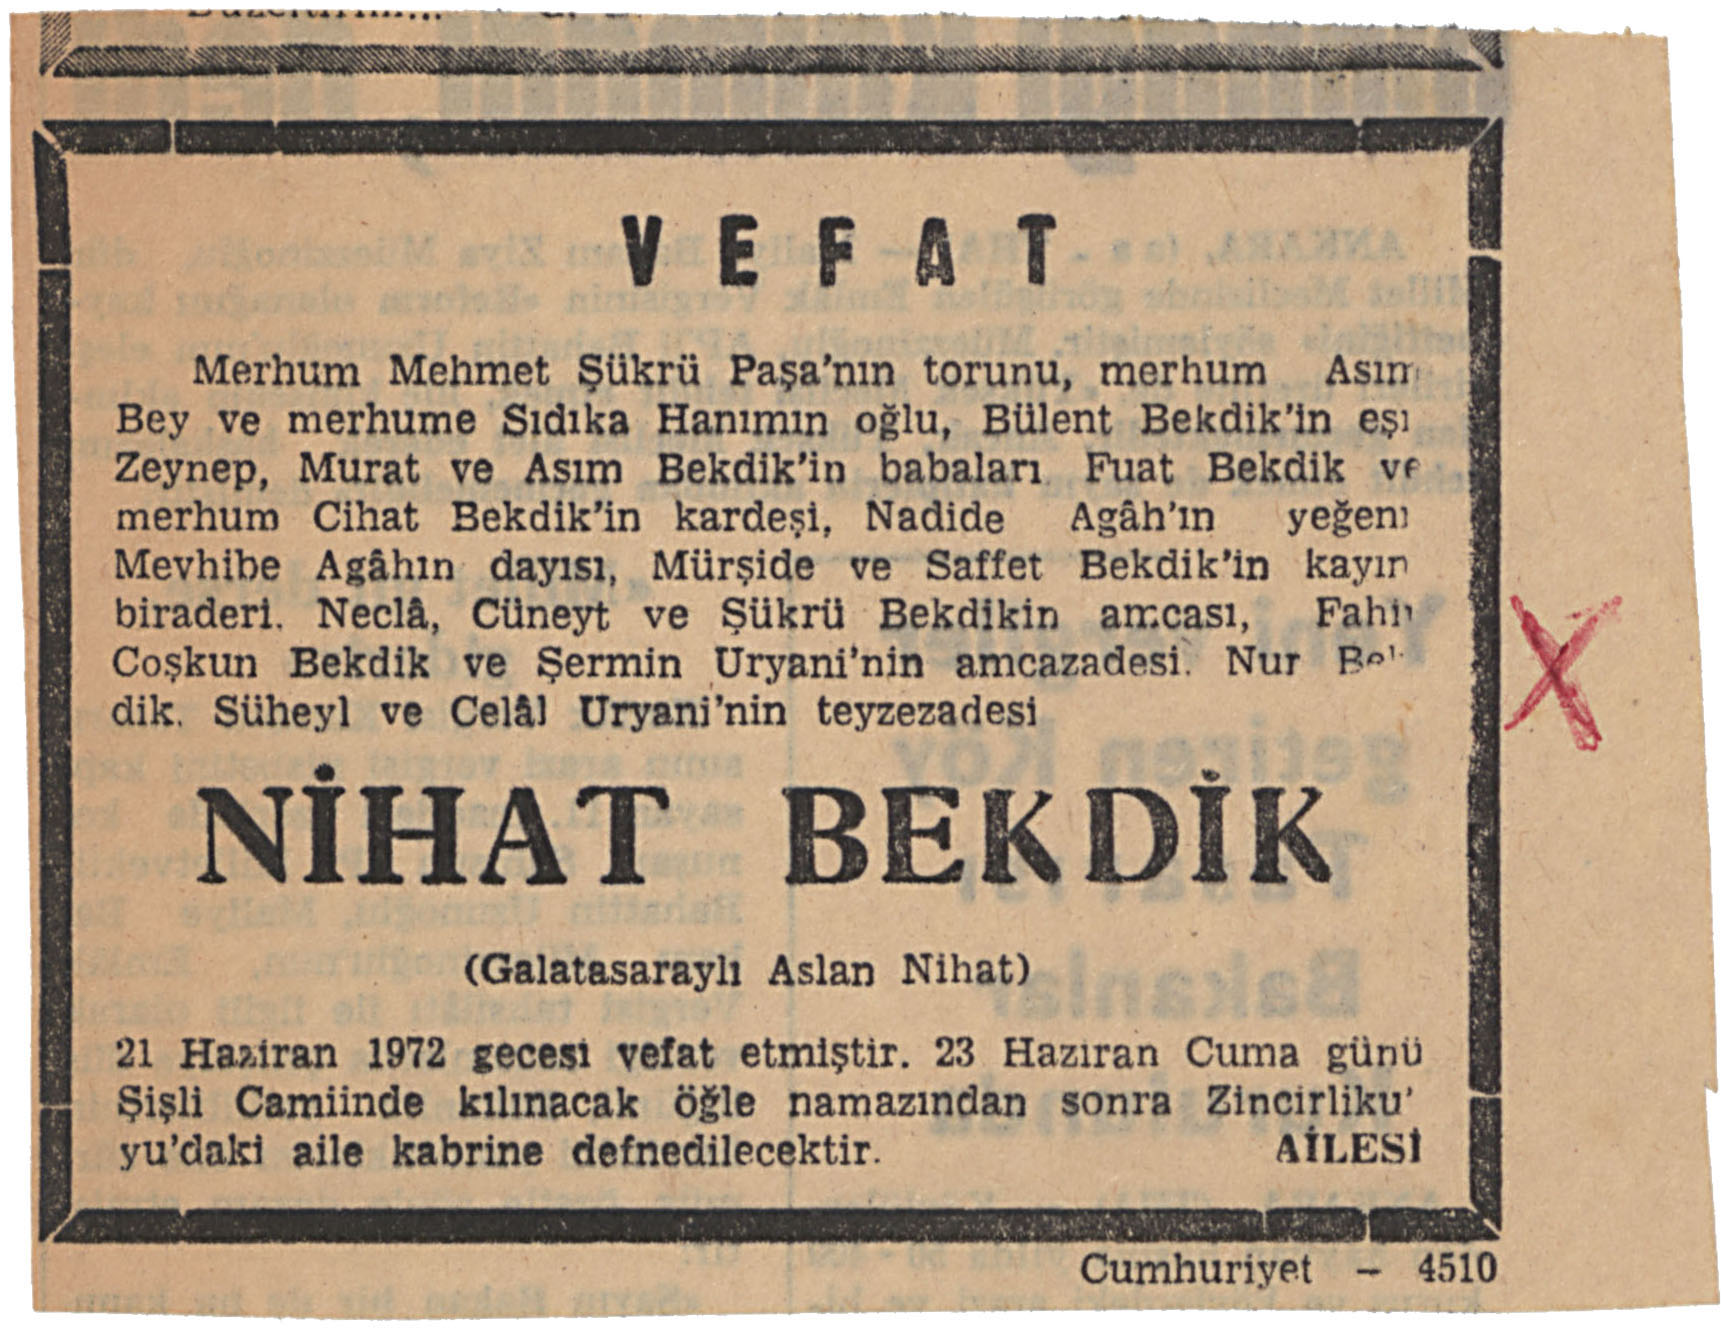 VEFAT
Merhum Mehmet Şükrü Paşa'nın torunu, merhum Asım
Bey ve merhume Sıdıka Hanımın oğlu, Bülent Bekdik'in eşi
Zeynep, Murat ve Asım Bekdik'in babaları Fuat Bekdik ve
merhum Cihat Bekdik'in kardeşi, Nadide Agâh'ın yeğeni
Mevhibe Agâhın dayısı, Mürşide ve Saffet Bekdik'in kayın
biraderi. Neclâ, Cüneyt ve Şükrü Bekdikin amcası, Fahir
Coşkun Bekdik ve Şermin Uryani'nin amcazadesi. Nur Bek-
dik. Süheyl ve Celâl Uryani'nin teyzezadesi
NİHAT BEKDİK
(Galatasaraylı Aslan Nihat)
21 Haziran 1972 gecesi vefat etmiştir. 23 Haziran Cuma günü
Şişli Camiinde kılınacak öğle namazından sonra Zincirliku'
yu'daki aile kabrine defnedilecektir. AİLESİ
Cumhuriyet - 4510